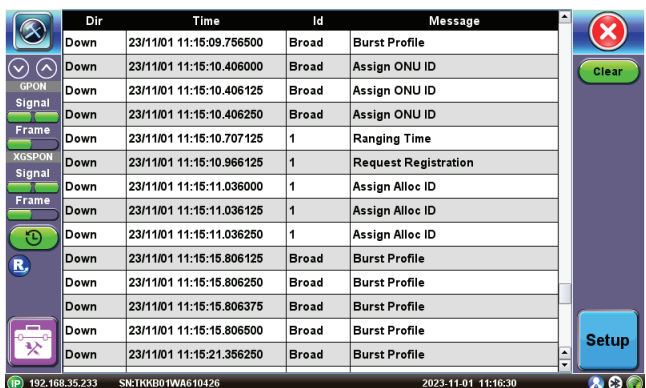 Dir Time Id Message
Down 23/11/01 11:15:09.756500 Broad Burst Profile
Down 23/11/01 11:15:10.406000 Broad Assign ONU ID
Down 23/11/01 11:15:10.406125 Broad Assign ONU ID
Down 23/11/01 11:15:10.406250 Broad Assign ONU ID
Down 23/11/01 11:15:10.707125 1 Ranging Time
Down 23/11/01 11:15:10.966125 1 Request Registration
Down 23/11/01 11:15:11.036000 1 Assign Alloc ID
Down 23/11/01 11:15:11.036125 1 Assign Alloc ID
Down 23/11/01 11:15:11.036250 1 Assign Alloc ID
Down 23/11/01 11:15:15.806125 Broad Burst Profile
Down 23/11/01 11:15:15.806250 Broad Burst Profile
Down 23/11/01 11:15:15.806375 Broad Burst Profile
Down 23/11/01 11:15:15.806500 Broad Burst Profile
Down 23/11/01 11:15:21.356250 Broad Burst Profile
GPON
Signal
Frame
XGSPON
Signal
Frame
R
Clear
Setup
IP 192.168.35.233 SN:TKKB01WA610426 2023-11-01 11:16:30